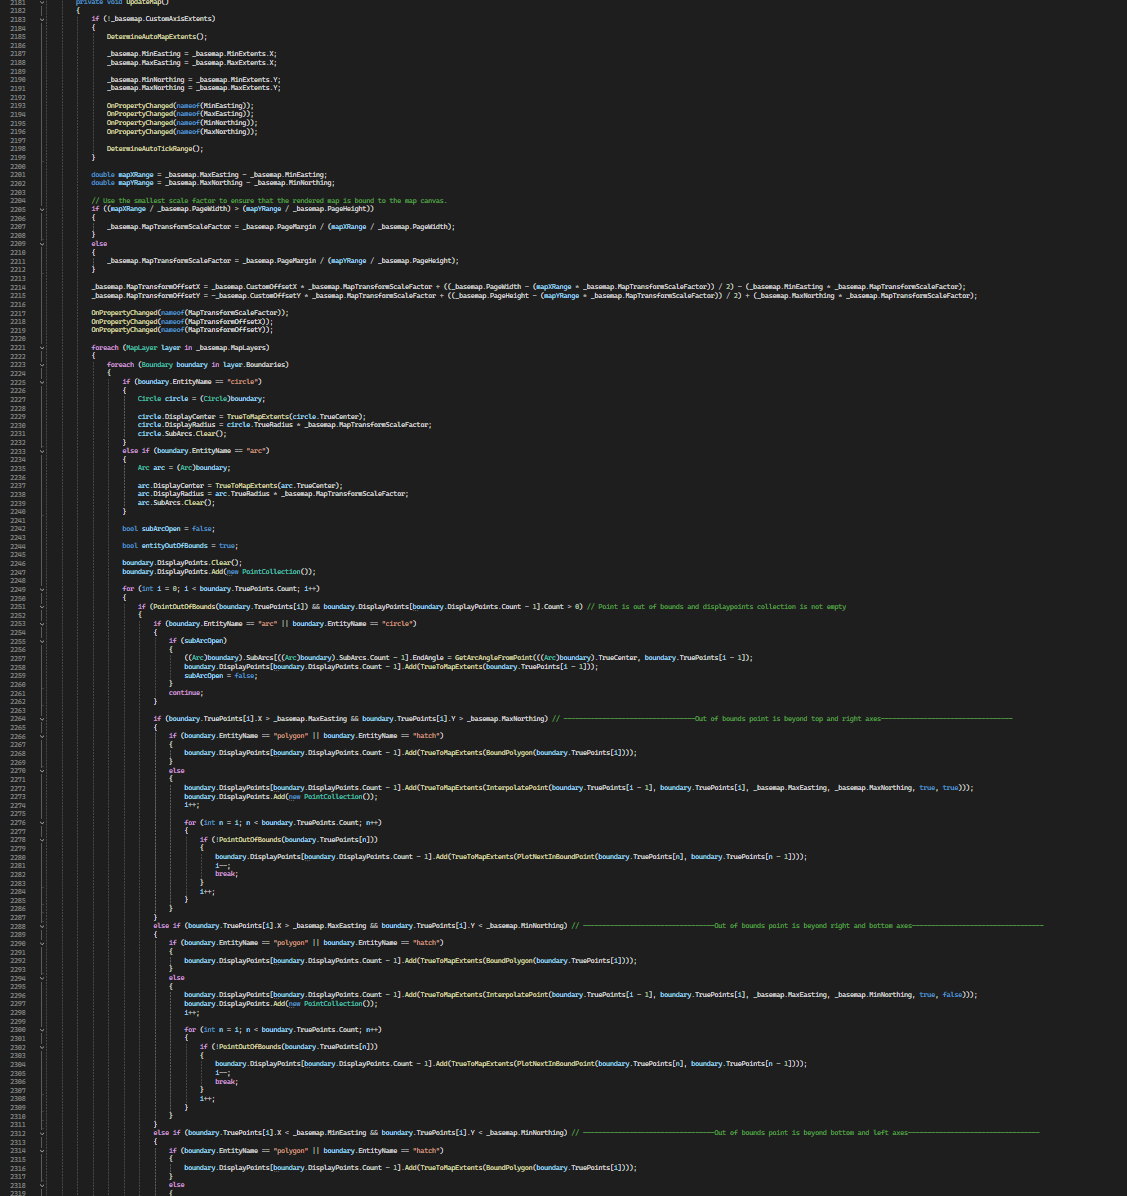 2181 private void UpdateMap()
2182 {
2183 if (!_basemap.CustomAxisExtents)
2184 {
2185 DetermineAutoMapExtents();
2186
2187 _basemap.MinEasting = _basemap.MinExtents.X;
2188 _basemap.MaxEasting = _basemap.MaxExtents.X;
2189
2190 _basemap.MinNorthing = _basemap.MinExtents.Y;
2191 _basemap.MaxNorthing = _basemap.MaxExtents.Y;
2192
2193 OnPropertyChanged(nameof(MinEasting));
2194 OnPropertyChanged(nameof(MaxEasting));
2195 OnPropertyChanged(nameof(MinNorthing));
2196 OnPropertyChanged(nameof(MaxNorthing));
2197
2198 DetermineAutoTickRange();
2199 }
2200
2201 double mapXRange = _basemap.MaxEasting - _basemap.MinEasting;
2202 double mapYRange = _basemap.MaxNorthing - _basemap.MinNorthing;
2203
2204 // Use the smallest scale factor to ensure that the rendered map is bound to the map canvas.
2205 if ((mapXRange / _basemap.PageWidth) > (mapYRange / _basemap.PageHeight))
2206 {
2207 _basemap.MapTransformScaleFactor = _basemap.PageMargin / (mapXRange / _basemap.PageWidth);
2208 }
2209 else
2210 {
2211 _basemap.MapTransformScaleFactor = _basemap.PageMargin / (mapYRange / _basemap.PageHeight);
2212 }
2213
2214 _basemap.MapTransformOffsetX = _basemap.CustomOffsetX * _basemap.MapTransformScaleFactor + ((_basemap.PageWidth - (mapXRange * _basemap.MapTransformScaleFactor)) / 2) - (_basemap.MinEasting * _basemap.MapTransformScaleFactor);
2215 _basemap.MapTransformOffsetY = -_basemap.CustomOffsetY * _basemap.MapTransformScaleFactor + ((_basemap.PageHeight - (mapYRange * _basemap.MapTransformScaleFactor)) / 2) + (_basemap.MaxNorthing * _basemap.MapTransformScaleFactor);
2216
2217 OnPropertyChanged(nameof(MapTransformScaleFactor));
2218 OnPropertyChanged(nameof(MapTransformOffsetX));
2219 OnPropertyChanged(nameof(MapTransformOffsetY));
2220
2221 foreach (MapLayer layer in _basemap.MapLayers)
2222 {
2223 foreach (Boundary boundary in layer.Boundaries)
2224 {
2225 if (boundary.EntityName == "circle")
2226 {
2227 Circle circle = (Circle)boundary;
2228
2229 circle.DisplayCenter = TrueToMapExtents(circle.TrueCenter);
2230 circle.DisplayRadius = circle.TrueRadius * _basemap.MapTransformScaleFactor;
2231 circle.SubArcs.Clear();
2232 }
2233 else if (boundary.EntityName == "arc")
2234 {
2235 Arc arc = (Arc)boundary;
2236
2237 arc.DisplayCenter = TrueToMapExtents(arc.TrueCenter);
2238 arc.DisplayRadius = arc.TrueRadius * _basemap.MapTransformScaleFactor;
2239 arc.SubArcs.Clear();
2240 }
2241
2242 bool subArcOpen = false;
2243
2244 bool entityOutOfBounds = true;
2245
2246 boundary.DisplayPoints.Clear();
2247 boundary.DisplayPoints.Add(new PointCollection());
2248
2249 for (int i = 0; i < boundary.TruePoints.Count; i++)
2250 {
2251 if (PointOutOfBounds(boundary.TruePoints[i]) && boundary.DisplayPoints[boundary.DisplayPoints.Count - 1].Count > 0) // Point is out of bounds and displaypoints collection is not empty
2252 {
2253 if (boundary.EntityName == "arc" || boundary.EntityName == "circle")
2254 {
2255 if (subArcOpen)
2256 {
2257 ((Arc)boundary).SubArcs[((Arc)boundary).SubArcs.Count - 1].EndAngle = GetArcAngleFromPoint(((Arc)boundary).TrueCenter, boundary.TruePoints[i - 1]);
2258 boundary.DisplayPoints[boundary.DisplayPoints.Count - 1].Add(TrueToMapExtents(boundary.TruePoints[i - 1]));
2259 subArcOpen = false;
2260 }
2261 continue;
2262 }
2263
2264 if (boundary.TruePoints[i].X > _basemap.MaxEasting && boundary.TruePoints[i].Y > _basemap.MaxNorthing) // ----------------------------------Out of bounds point is beyond top and right axes----------------------------------
2265 {
2266 if (boundary.EntityName == "polygon" || boundary.EntityName == "hatch")
2267 {
2268 boundary.DisplayPoints[boundary.DisplayPoints.Count - 1].Add(TrueToMapExtents(BoundPolygon(boundary.TruePoints[i])));
2269 }
2270 else
2271 {
2272 boundary.DisplayPoints[boundary.DisplayPoints.Count - 1].Add(TrueToMapExtents(InterpolatePoint(boundary.TruePoints[i - 1], boundary.TruePoints[i], _basemap.MaxEasting, _basemap.MaxNorthing, true, true)));
2273 boundary.DisplayPoints.Add(new PointCollection());
2274 i++;
2275
2276 for (int n = i; n < boundary.TruePoints.Count; n++)
2277 {
2278 if (!PointOutOfBounds(boundary.TruePoints[n]))
2279 {
2280 boundary.DisplayPoints[boundary.DisplayPoints.Count - 1].Add(TrueToMapExtents(PlotNextInBoundPoint(boundary.TruePoints[n], boundary.TruePoints[n - 1])));
2281 i--;
2282 break;
2283 }
2284 i++;
2285 }
2286 }
2287 }
2288 else if (boundary.TruePoints[i].X > _basemap.MaxEasting && boundary.TruePoints[i].Y < _basemap.MinNorthing) // ----------------------------------Out of bounds point is beyond right and bottom axes----------------------------------
2289 {
2290 if (boundary.EntityName == "polygon" || boundary.EntityName == "hatch")
2291 {
2292 boundary.DisplayPoints[boundary.DisplayPoints.Count - 1].Add(TrueToMapExtents(BoundPolygon(boundary.TruePoints[i])));
2293 }
2294 else
2295 {
2296 boundary.DisplayPoints[boundary.DisplayPoints.Count - 1].Add(TrueToMapExtents(InterpolatePoint(boundary.TruePoints[i - 1], boundary.TruePoints[i], _basemap.MaxEasting, _basemap.MinNorthing, true, false)));
2297 boundary.DisplayPoints.Add(new PointCollection());
2298 i++;
2299
2300 for (int n = i; n < boundary.TruePoints.Count; n++)
2301 {
2302 if (!PointOutOfBounds(boundary.TruePoints[n]))
2303 {
2304 boundary.DisplayPoints[boundary.DisplayPoints.Count - 1].Add(TrueToMapExtents(PlotNextInBoundPoint(boundary.TruePoints[n], boundary.TruePoints[n - 1])));
2305 i--;
2306 break;
2307 }
2308 i++;
2309 }
2310 }
2311 }
2312 else if (boundary.TruePoints[i].X < _basemap.MinEasting && boundary.TruePoints[i].Y < _basemap.MinNorthing) // ----------------------------------Out of bounds point is beyond bottom and left axes----------------------------------
2313 {
2314 if (boundary.EntityName == "polygon" || boundary.EntityName == "hatch")
2315 {
2316 boundary.DisplayPoints[boundary.DisplayPoints.Count - 1].Add(TrueToMapExtents(BoundPolygon(boundary.TruePoints[i])));
2317 }
2318 else
2319 {